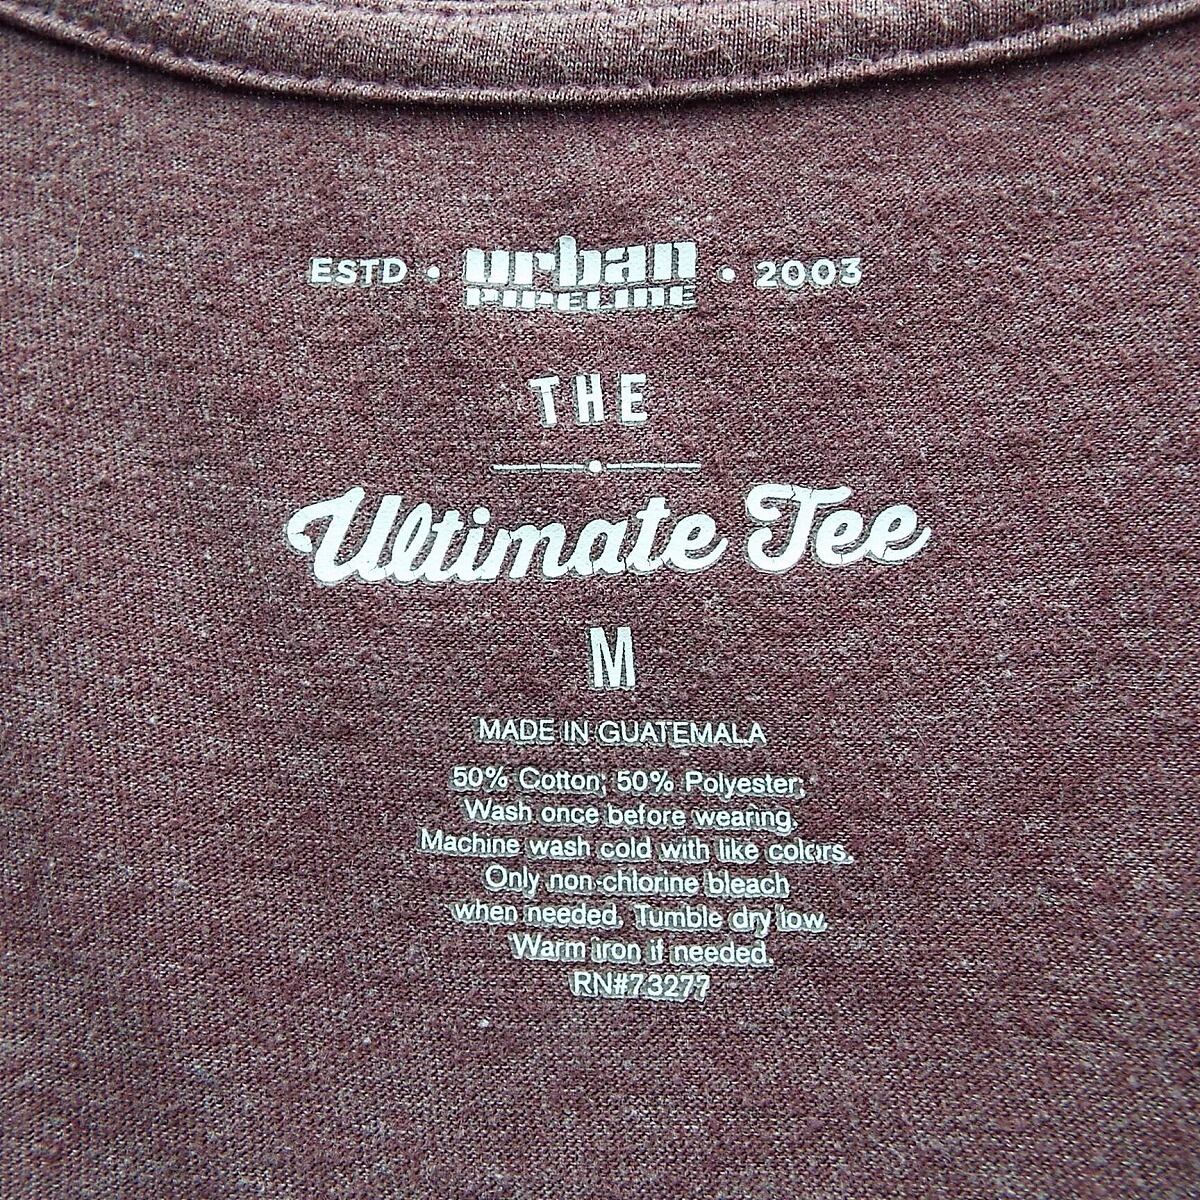 ESTD • urban • 2003
PIPELINE
THE
Ultimate Tee
M
MADE IN GUATEMALA
50% Cotton; 50% Polyester;
Wash once before wearing.
Machine wash cold with like colors.
Only non-chlorine bleach
when needed. Tumble dry low.
Warm iron if needed.
RN#73277